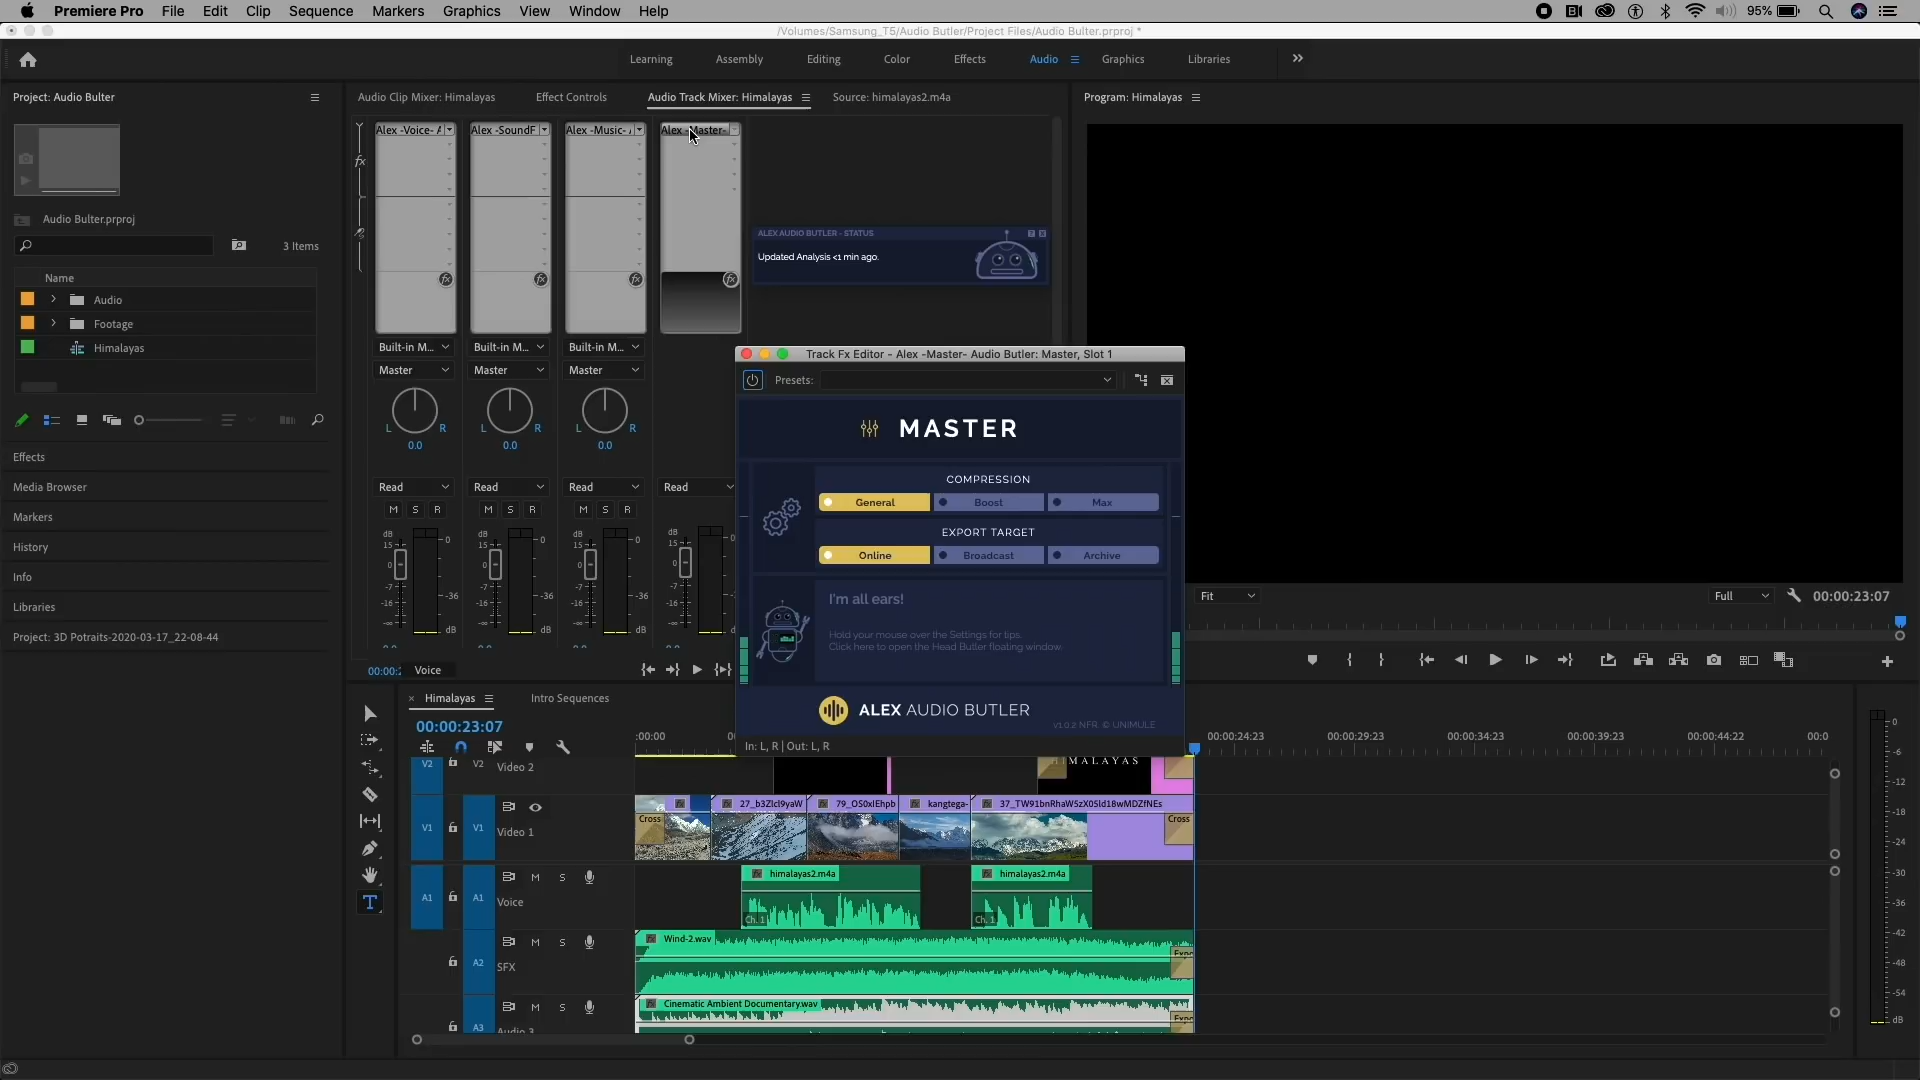 Premiere Pro File Edit Clip Sequence Markers Graphics View Window Help 95%
/Volumes/Samsung_T5/Audio Butler/Project Files/Audio Bulter.prproj *
Learning Assembly Editing Color Effects Audio Graphics Libraries
Project: Audio Bulter
Audio Bulter.prproj
3 Items
Name
Audio
Footage
Himalayas
Effects
Media Browser
Markers
History
Info
Libraries
Project: 3D Potraits-2020-03-17_22-08-44
Audio Clip Mixer: Himalayas Effect Controls Audio Track Mixer: Himalayas Source: himalayas2.m4a
Alex -Voice- A Alex -SoundF Alex -Music- Alex -Master-
fx
ALEX AUDIO BUTLER - STATUS
Updated Analysis <1 min ago.
Built-in M... Built-in M... Built-in M...
Master Master Master
L R L R L R
0.0 0.0 0.0
Read Read Read Read
M S R M S R M S R
dB dB dB dB
15 0 15 0 15 0 15 0
0 0 0 0
-7 -36 -7 -36 -7 -36 -7
-16 -16 -16 -16
-∞ dB -∞ dB -∞ dB -∞
00:00:2 Voice
Track Fx Editor - Alex -Master- Audio Butler: Master, Slot 1
Presets:
MASTER
COMPRESSION
General Boost Max
EXPORT TARGET
Online Broadcast Archive
I'm all ears!
Hold your mouse over the Settings for tips.
Click here to open the Head Butler floating window
ALEX AUDIO BUTLER
v1.0.2 NFR. © UNIMULE
In: L, R | Out: L, R
Program: Himalayas
Fit Full 00:00:23:07
Himalayas Intro Sequences
00:00:23:07
:00:00 00:00:24:23 00:00:29:23 00:00:34:23 00:00:39:23 00:00:44:22 00:0
V2 V2 Video 2
MALAYAS
27_b3Zlcl9yaW 79_OS0xlEhpb kangtega- 37_TW91bnRhaWSzX05ld18wMDZfNEs
V1 V1 Video 1
Cross Cross
himalayas2.m4a himalayas2.m4a
A1 A1 M S
Voice
Ch. 1 Ch. 1
Wind-2.wav
A2 M S
SFX
Expo
Cinematic Ambient Documentary.wav
M S
A3 Audio 3
Expo
0
-6
-12
-18
-24
-30
-36
-42
-48
-54
dB